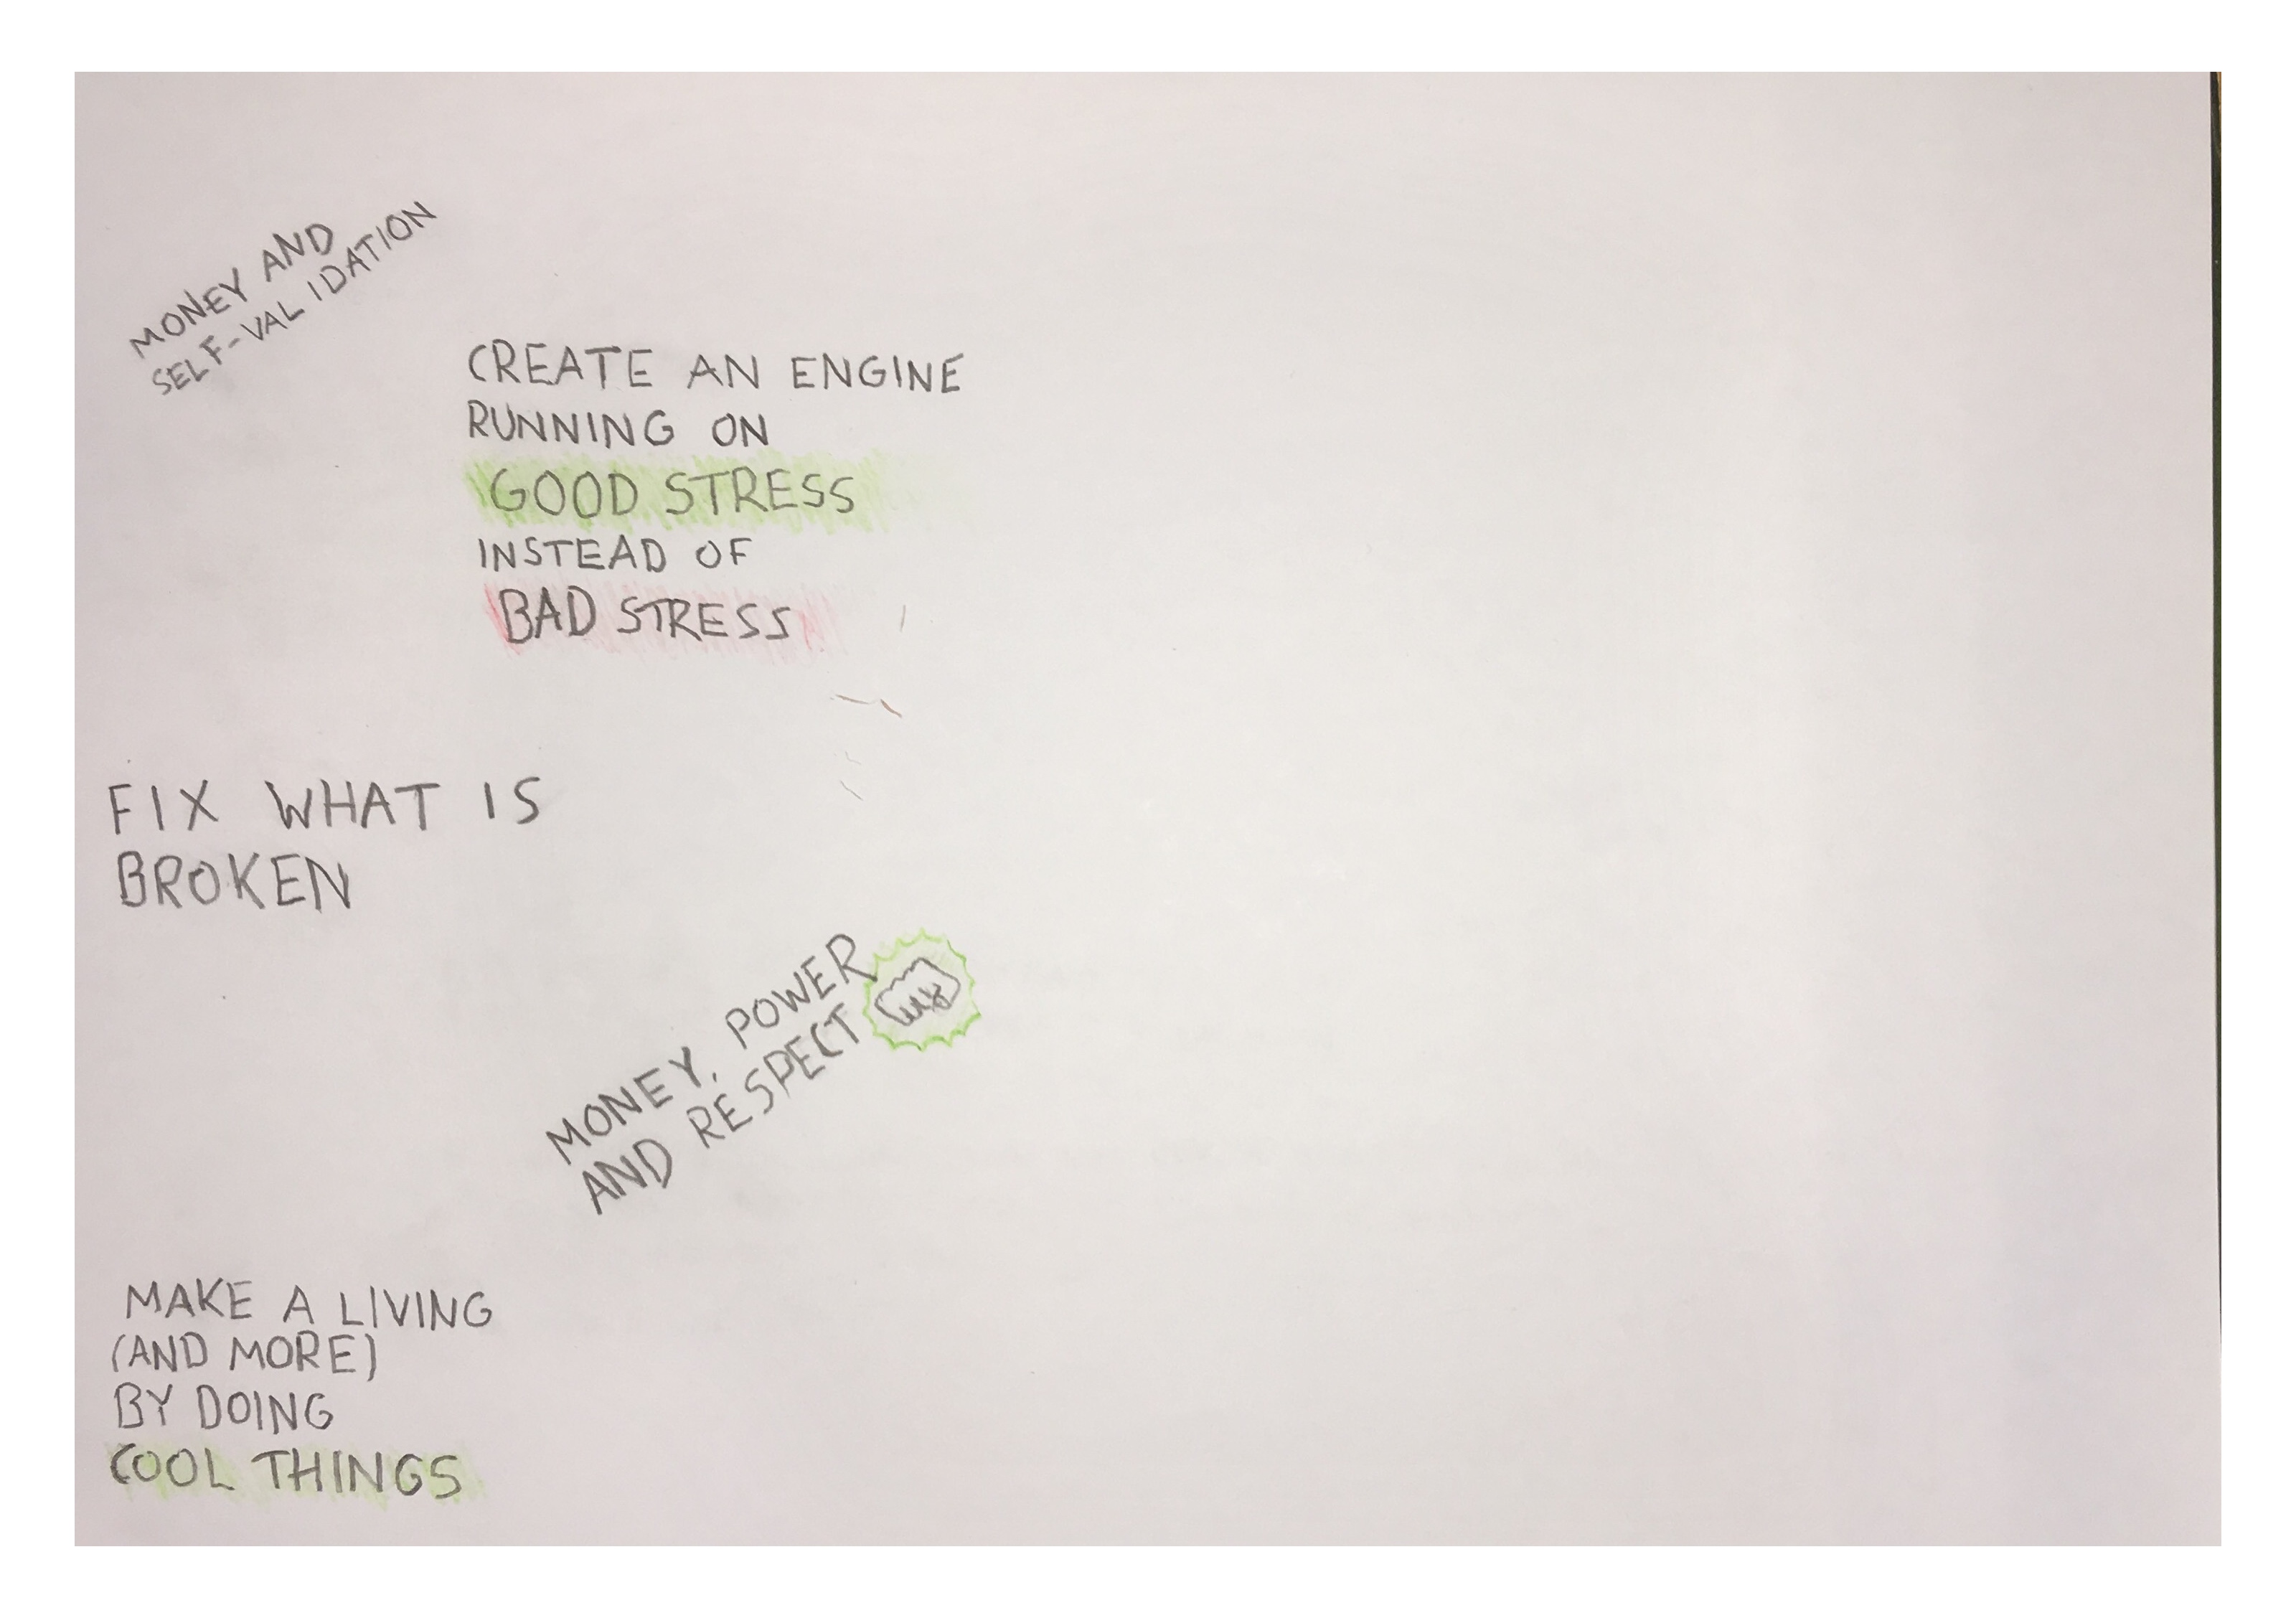 MONEY AND
SELF-VALIDATION
CREATE AN ENGINE
RUNNING ON
GOOD STRESS
INSTEAD OF
BAD STRESS
FIX WHAT IS
BROKEN
MONEY, POWER
AND RESPECT
MAKE A LIVING
(AND MORE)
BY DOING
COOL THINGS